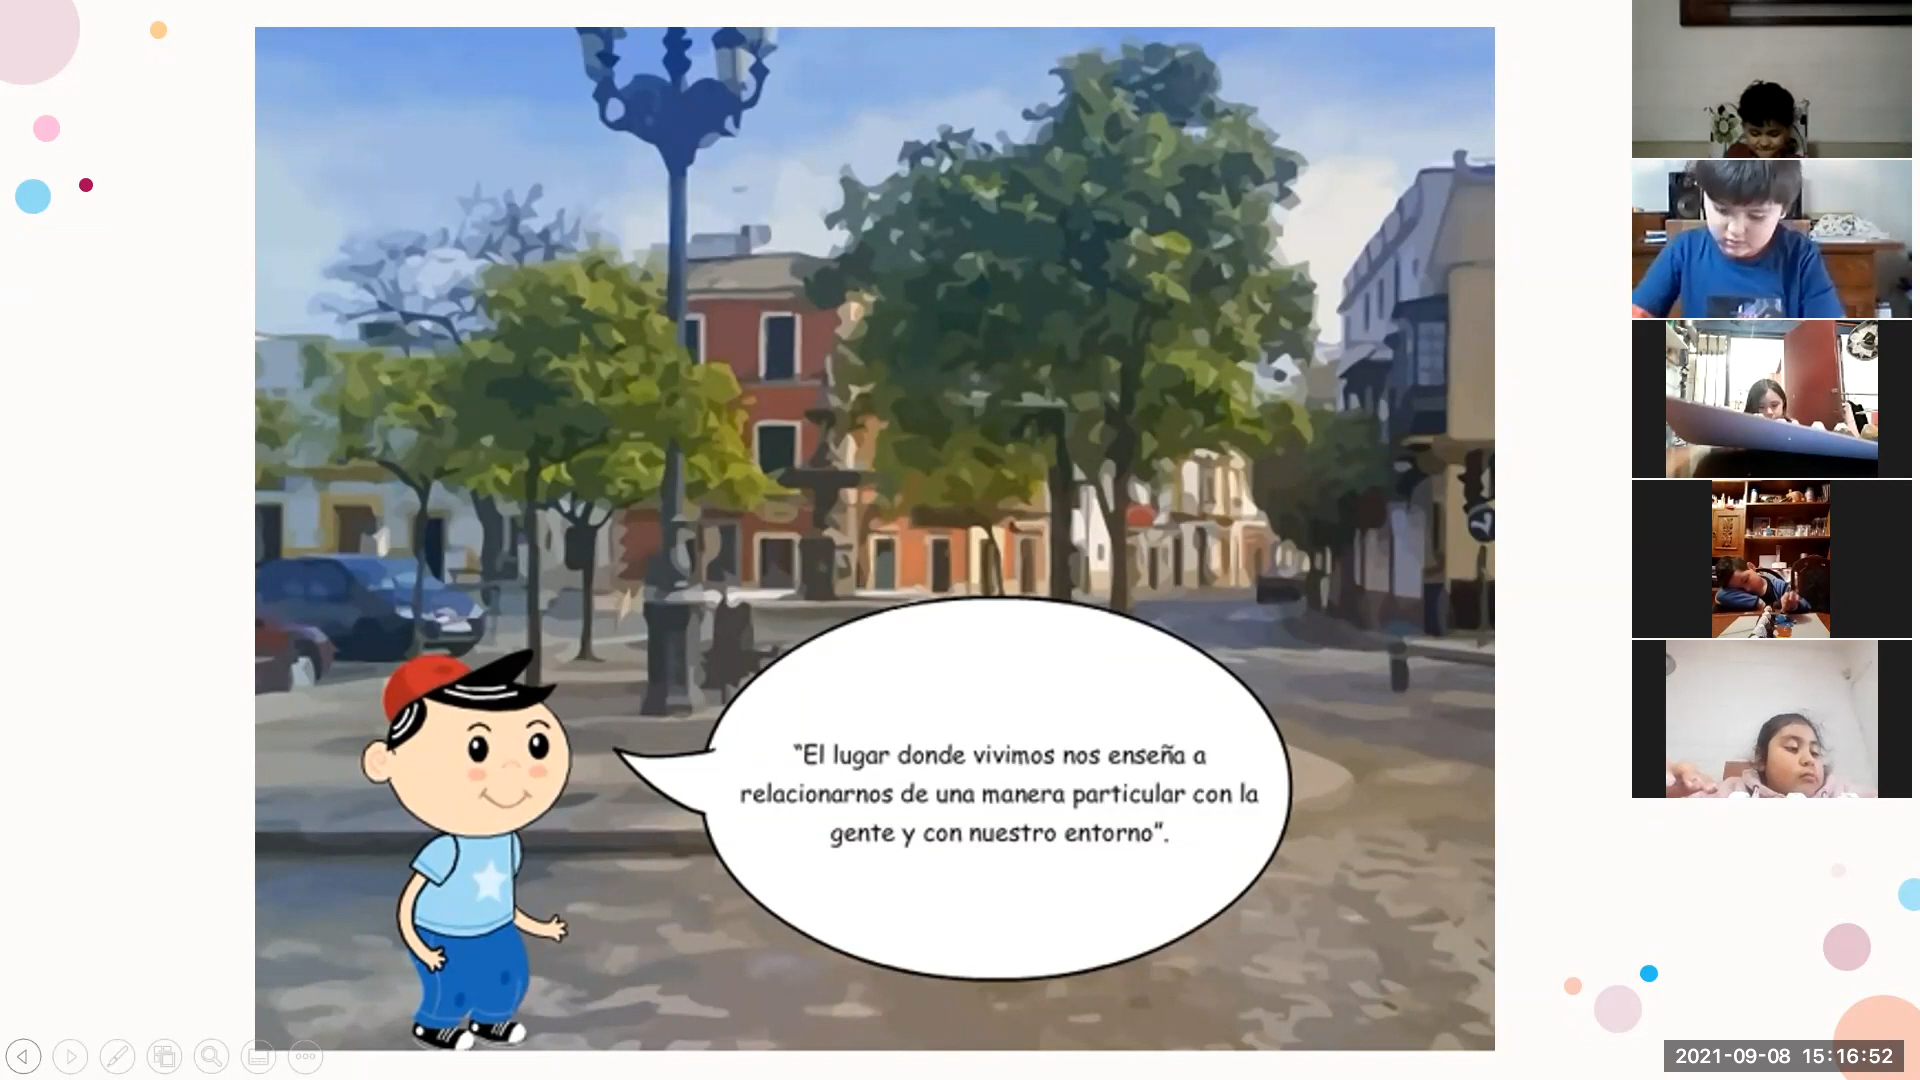 “El lugar donde vivimos nos enseña a
relacionarnos de una manera particular con la
gente y con nuestro entorno”.
2021-09-08 15:16:52